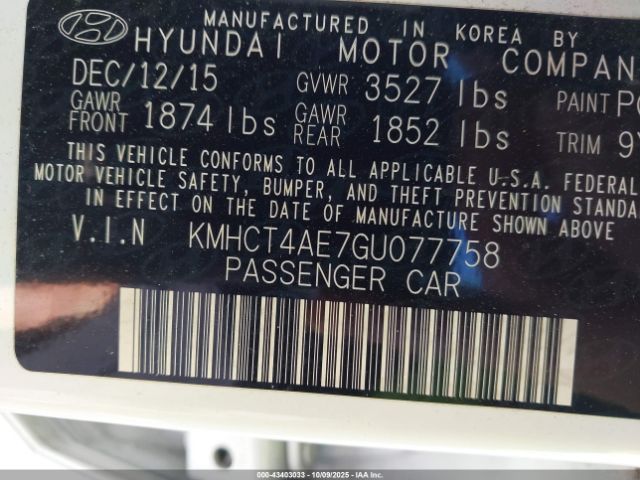 MANUFACTURED IN KOREA BY
HYUNDAI MOTOR COMPAN
DEC/12/15 GVWR 3527 lbs PAINT
GAWR FRONT 1874 lbs GAWR REAR 1852 lbs TRIM 9
THIS VEHICLE CONFORMS TO ALL APPLICABLE U.S.A. FEDERAL
MOTOR VEHICLE SAFETY, BUMPER, AND THEFT PREVENTION STANDA
IN EFFECT ON THE DATE OF MANUFACTURE SHOWN ABOVE
V.I.N KMHCT4AE7GU077758
PASSENGER CAR
000-43403033 - 10/09/2025 - IAA Inc.